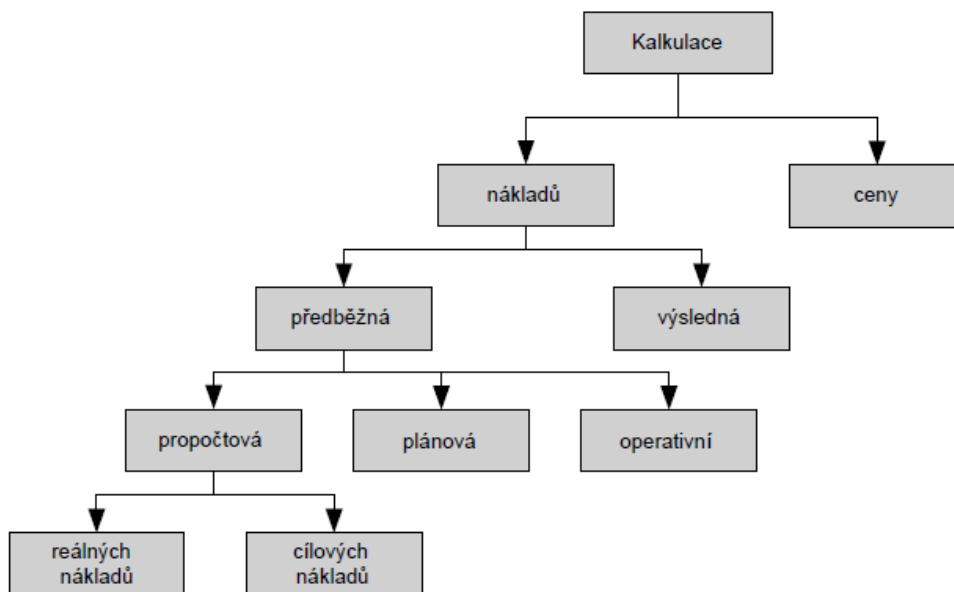 Kalkulace
nákladů
ceny
předběžná
výsledná
propočtová
plánová
operativní
reálných
nákladů
cílových
nákladů